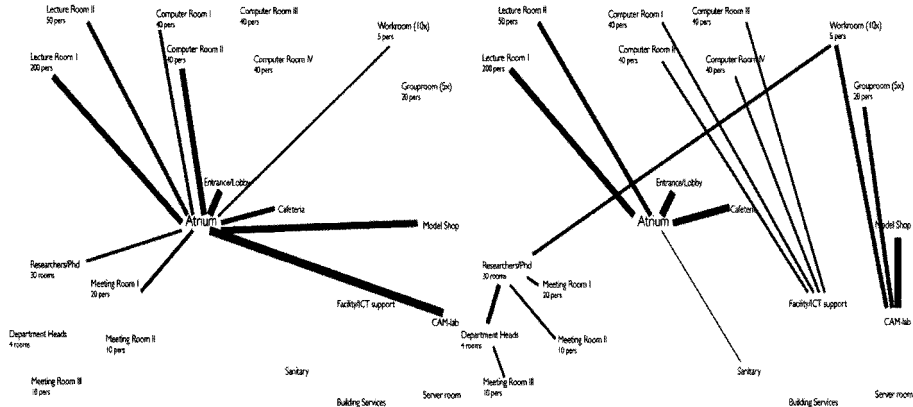 Lecture Room II
50 pers
Computer Room I
40 pers
Computer Room III
40 pers
Workroom (10x)
5 pers
Lecture Room I
200 pers
Computer Room II
40 pers
Computer Room IV
40 pers
Grouproom (5x)
20 pers
Entrance/Lobby
Cafeteria
Atrium
Model Shop
Researchers/Phd
30 rooms
Meeting Room I
20 pers
Facility/ICT support
CAM-lab
Department Heads
4 rooms
Meeting Room II
10 pers
Sanitary
Meeting Room III
10 pers
Building Services
Server room
Lecture Room II
50 pers
Computer Room I
40 pers
Computer Room III
40 pers
Workroom (10x)
5 pers
Lecture Room I
200 pers
Computer Room II
40 pers
Computer Room IV
40 pers
Grouproom (5x)
20 pers
Entrance/Lobby
Cafeteria
Atrium
Model Shop
Researchers/Phd
30 rooms
Meeting Room I
20 pers
Facility/ICT support
CAM-lab
Department Heads
4 rooms
Meeting Room II
10 pers
Sanitary
Meeting Room III
10 pers
Building Services
Server room